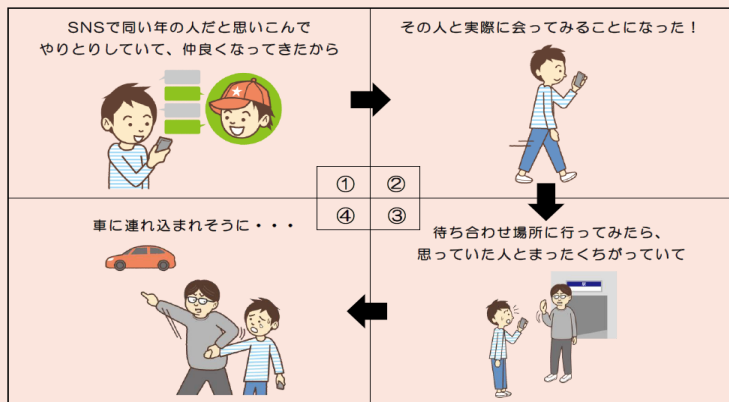 SNSで同い年の人だと思いこんで
やりとりしていて、仲良くなってきたから
その人と実際に会ってみることになった！
①
②
④
③
待ち合わせ場所に行ってみたら、
思っていた人とまったくちがっていて
車に連れ込まれそうに・・・